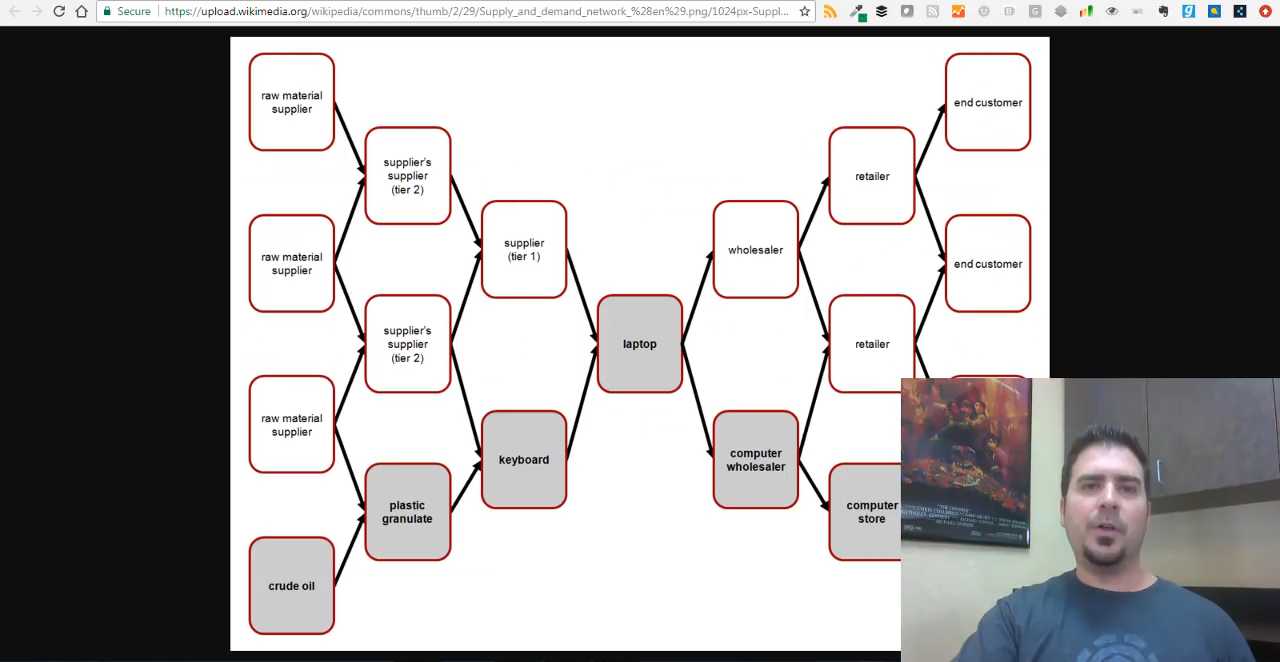 Secure
https://upload.wikimedia.org/wikipedia/commons/thumb/2/29/Supply_and_demand_network_%28en%29.png/1024px-Suppl...
raw material
supplier
end customer
supplier's
supplier
(tier 2)
retailer
raw material
supplier
supplier
(tier 1)
wholesaler
end customer
supplier's
supplier
(tier 2)
laptop
retailer
raw material
supplier
keyboard
computer
wholesaler
plastic
granulate
computer
store
crude oil